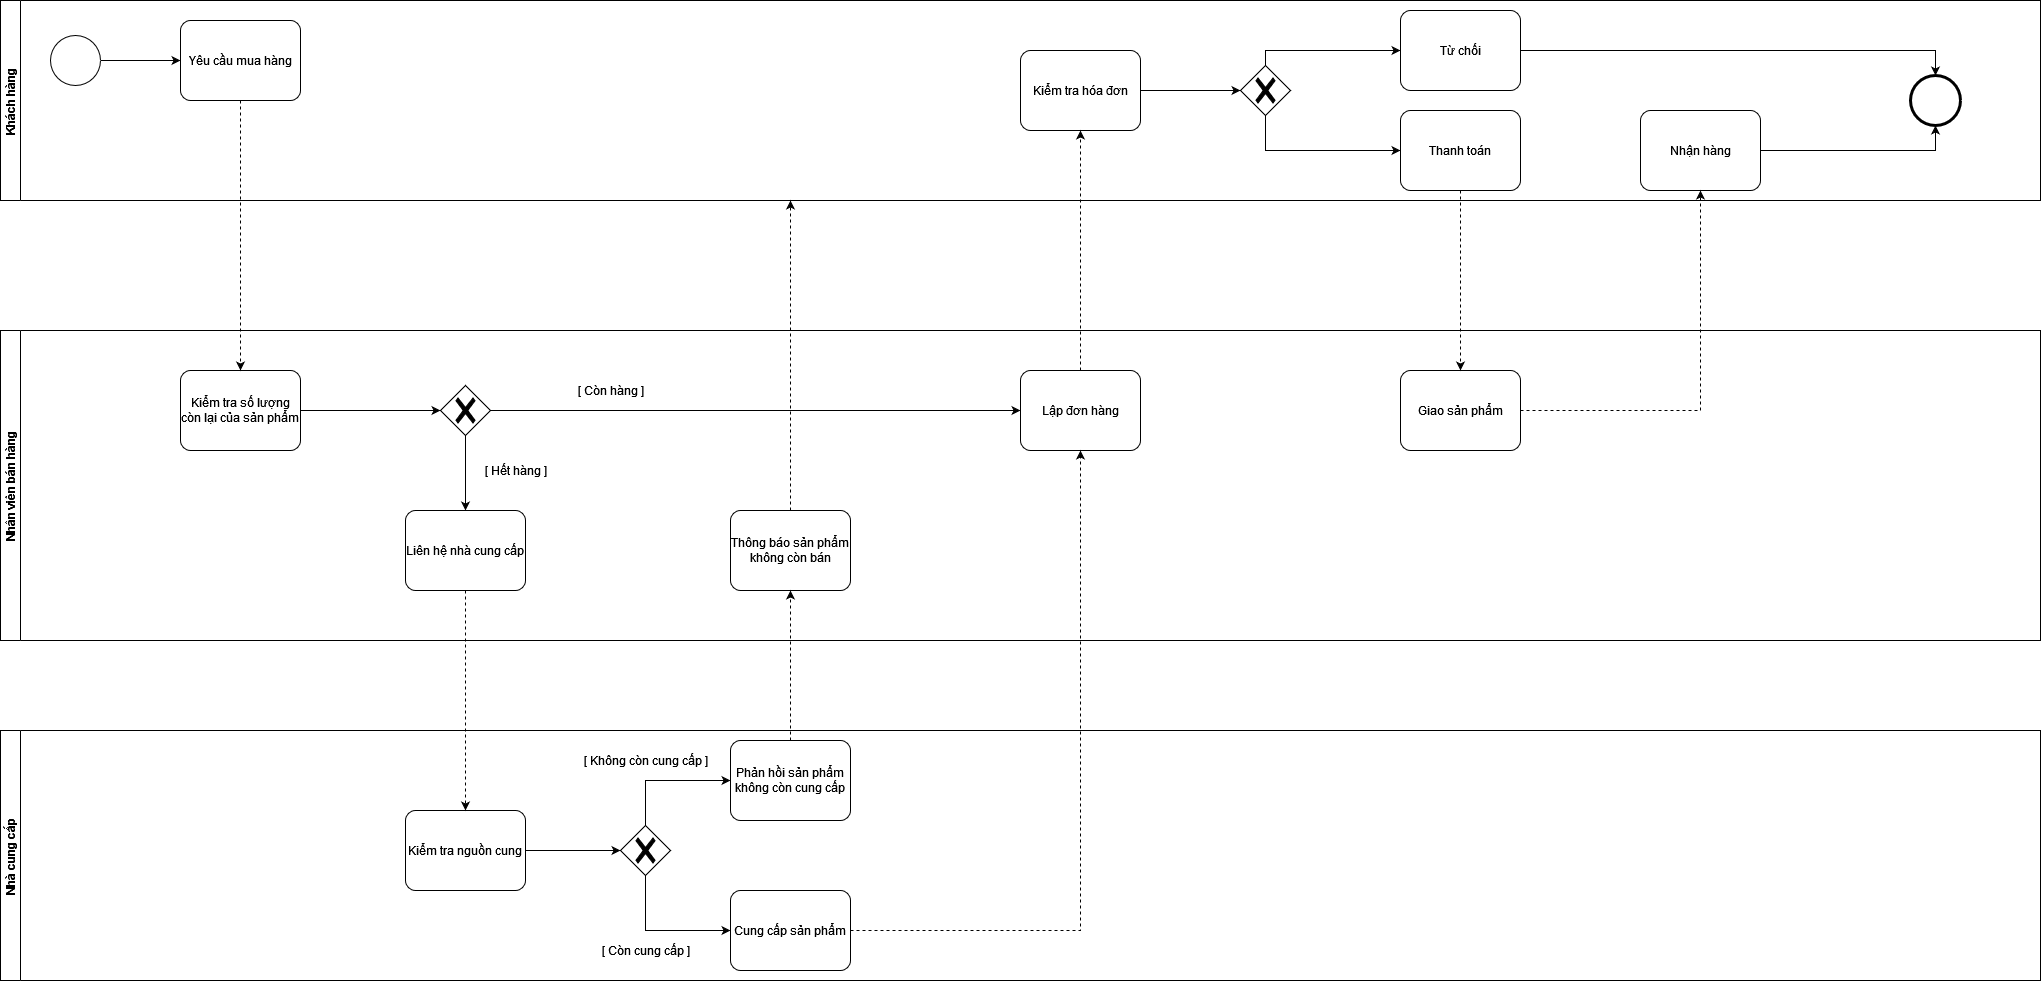 Khách hàng
Yêu cầu mua hàng
Kiểm tra hóa đơn
Từ chối
Thanh toán
Nhận hàng
Nhân viên bán hàng
Kiểm tra số lượng
còn lại của sản phẩm
[ Còn hàng ]
[ Hết hàng ]
Lập đơn hàng
Giao sản phẩm
Liên hệ nhà cung cấp
Thông báo sản phẩm
không còn bán
Nhà cung cấp
Kiểm tra nguồn cung
[ Không còn cung cấp ]
Phản hồi sản phẩm
không còn cung cấp
[ Còn cung cấp ]
Cung cấp sản phẩm